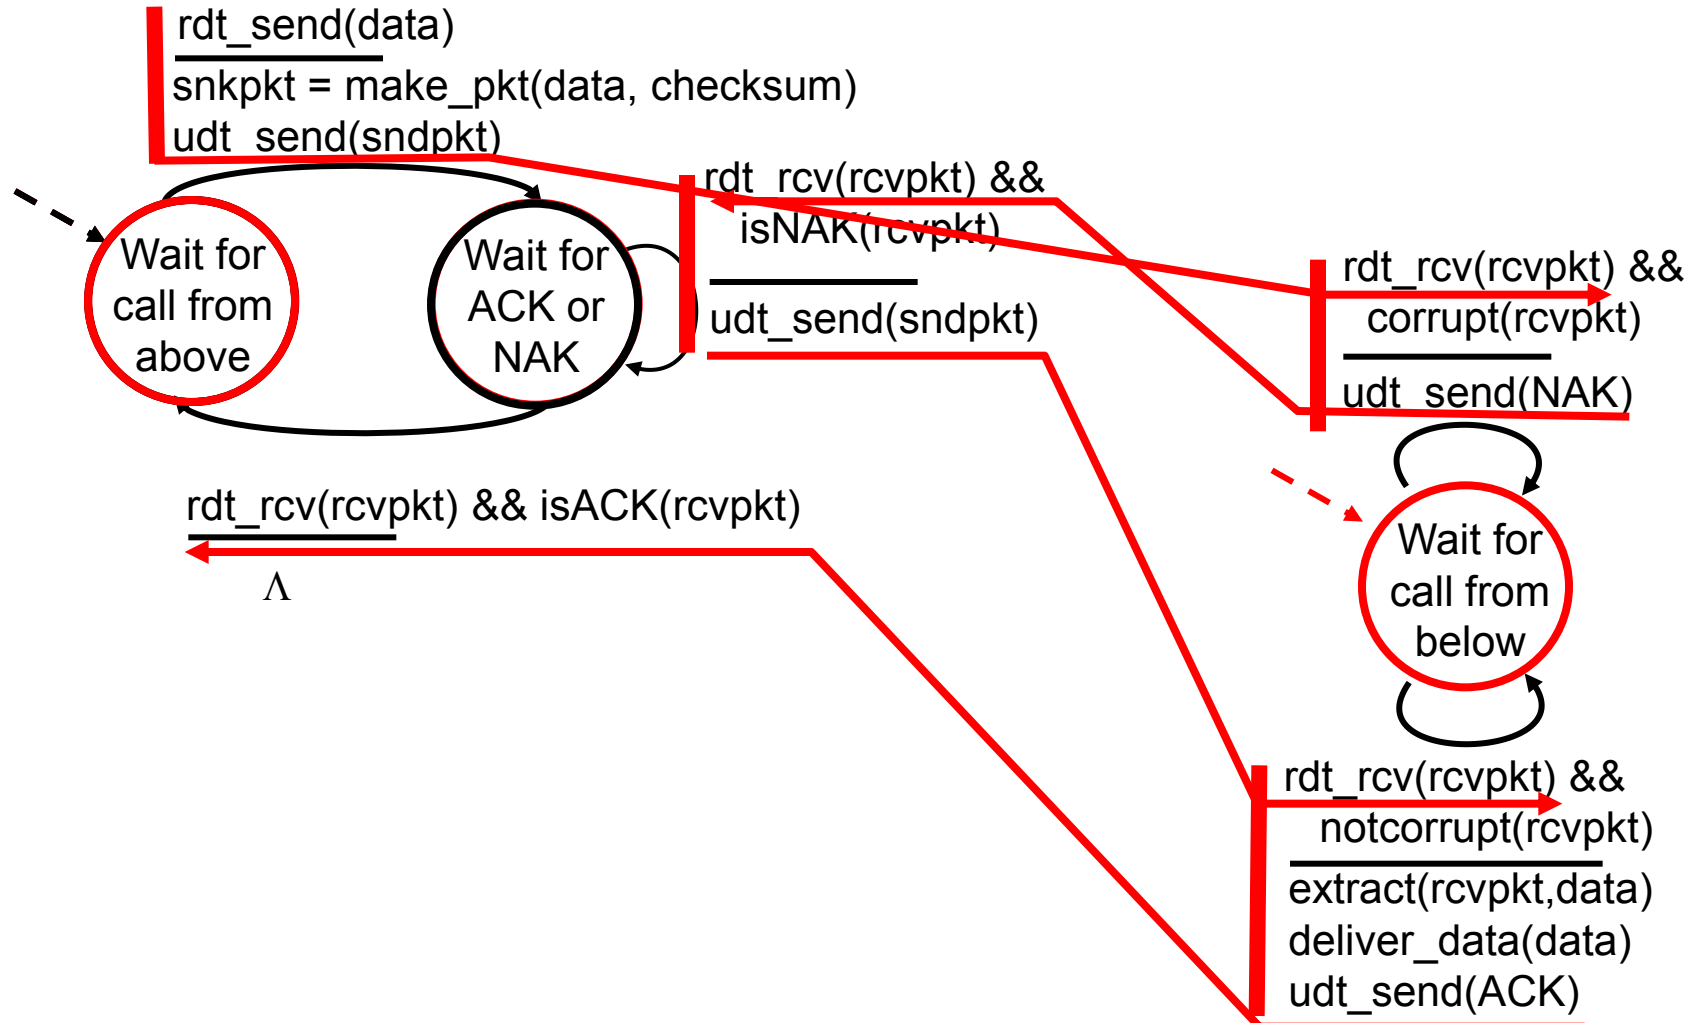 rdt_send(data)
snkpkt = make_pkt(data, checksum)
udt_send(sndpkt)
rdt_rcv(rcvpkt) &&
isNAK(rcvpkt)
udt_send(sndpkt)
Wait for
call from
above
Wait for
ACK or
NAK
rdt_rcv(rcvpkt) && isACK(rcvpkt)
Λ
rdt_rcv(rcvpkt) &&
corrupt(rcvpkt)
udt_send(NAK)
Wait for
call from
below
rdt_rcv(rcvpkt) &&
notcorrupt(rcvpkt)
extract(rcvpkt,data)
deliver_data(data)
udt_send(ACK)